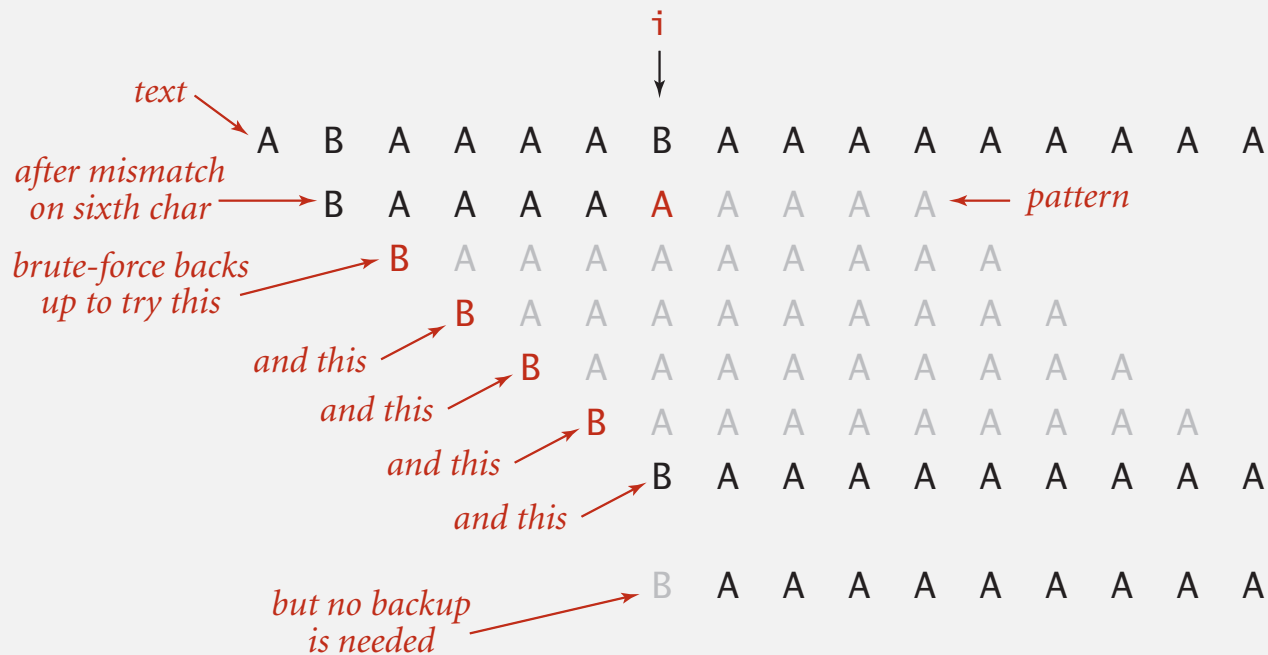 i
text
A B A A A A B A A A A A A A A A
after mismatch
on sixth char
B A A A A A A A A A
pattern
brute-force backs
up to try this
B A A A A A A A A A
and this
B A A A A A A A A A
and this
B A A A A A A A A A
and this
B A A A A A A A A A
and this
B A A A A A A A A A
but no backup
is needed
B A A A A A A A A A